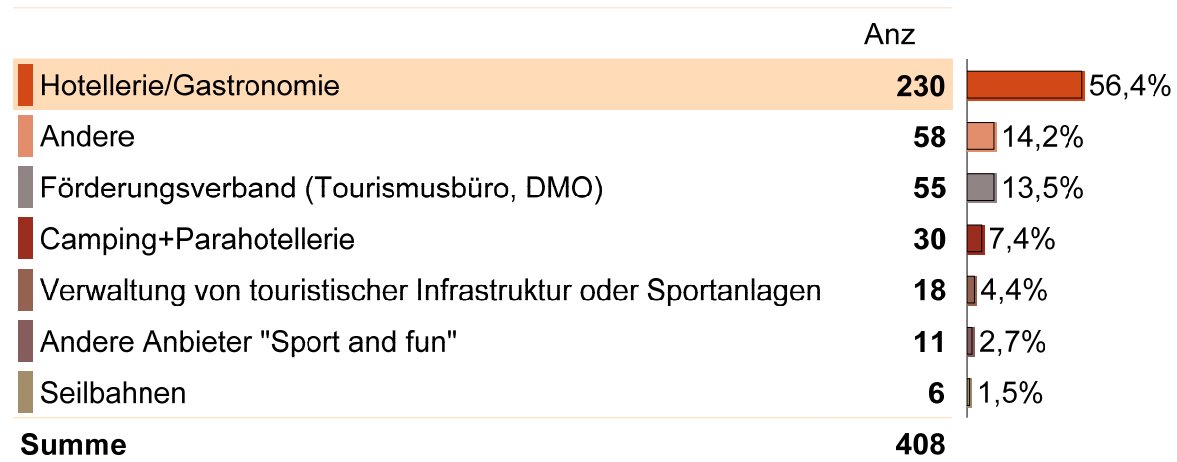 Anz
Hotellerie/Gastronomie 230 56,4%
Andere 58 14,2%
Förderungsverband (Tourismusbüro, DMO) 55 13,5%
Camping+Parahotellerie 30 7,4%
Verwaltung von touristischer Infrastruktur oder Sportanlagen 18 4,4%
Andere Anbieter "Sport and fun" 11 2,7%
Seilbahnen 6 1,5%
Summe 408